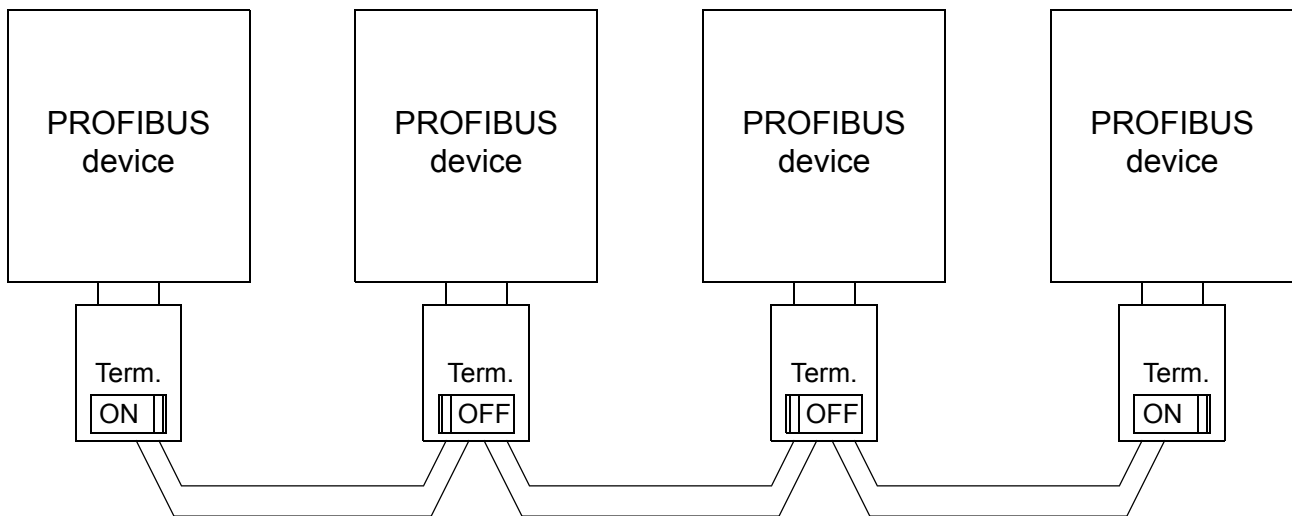 PROFIBUS
device
PROFIBUS
device
PROFIBUS
device
PROFIBUS
device
Term.
ON
Term.
OFF
Term.
OFF
Term.
ON